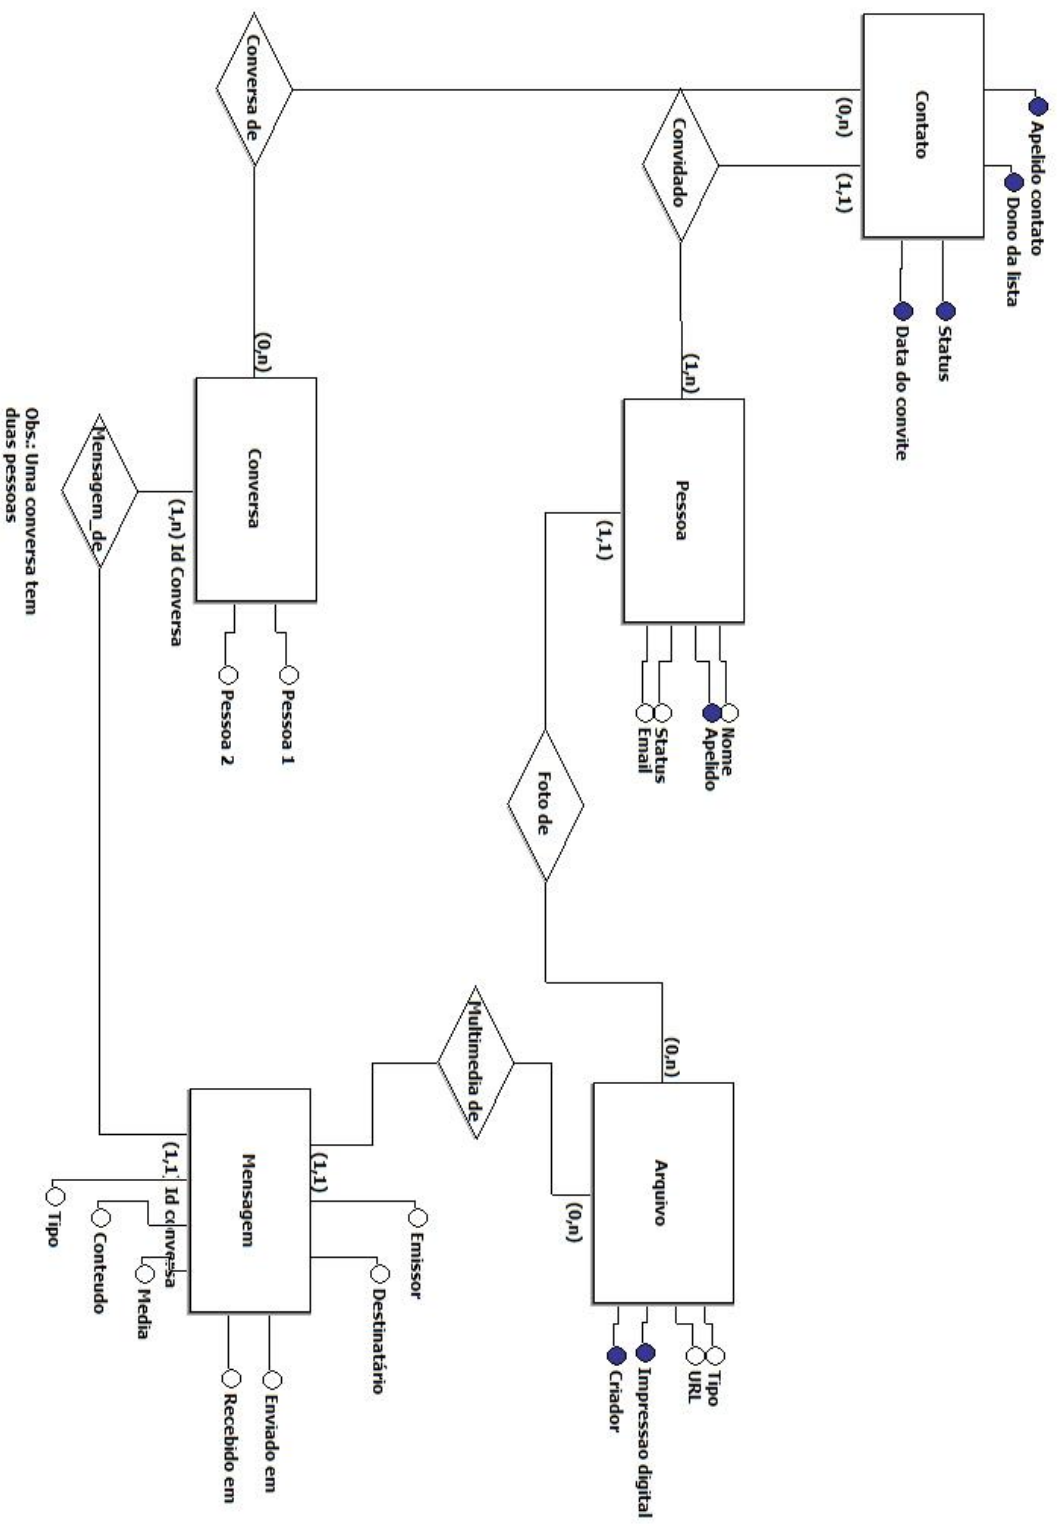 Apelido contato
Dono da lista
Contato
Status
Data do convite
(0,n)
(1,1)
Convidado
Conversa de
(1,n)
Pessoa
(1,1)
Nome
Apelido
Status
Email
Foto de
(0,n)
Arquivo
(0,n)
Tipo
URL
Impressao digital
Criador
Multimedia de
(0,n)
Conversa
(1,n) Id Conversa
Pessoa 1
Pessoa 2
Mensagem_de
Obs.: Uma conversa tem
duas pessoas
(1,1)
Mensagem
(1,1) Id conversa
Emissor
Destinatário
Enviado em
Recebido em
Media
Conteudo
Tipo